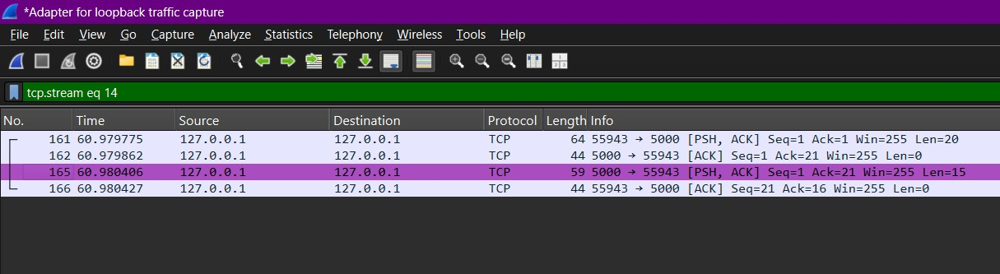 *Adapter for loopback traffic capture
File Edit View Go Capture Analyze Statistics Telephony Wireless Tools Help
tcp.stream eq 14
No. Time Source Destination Protocol Length Info
161 60.979775 127.0.0.1 127.0.0.1 TCP 64 55943 → 5000 [PSH, ACK] Seq=1 Ack=1 Win=255 Len=20
162 60.979862 127.0.0.1 127.0.0.1 TCP 44 5000 → 55943 [ACK] Seq=1 Ack=21 Win=255 Len=0
165 60.980406 127.0.0.1 127.0.0.1 TCP 59 5000 → 55943 [PSH, ACK] Seq=1 Ack=21 Win=255 Len=15
166 60.980427 127.0.0.1 127.0.0.1 TCP 44 55943 → 5000 [ACK] Seq=21 Ack=16 Win=255 Len=0